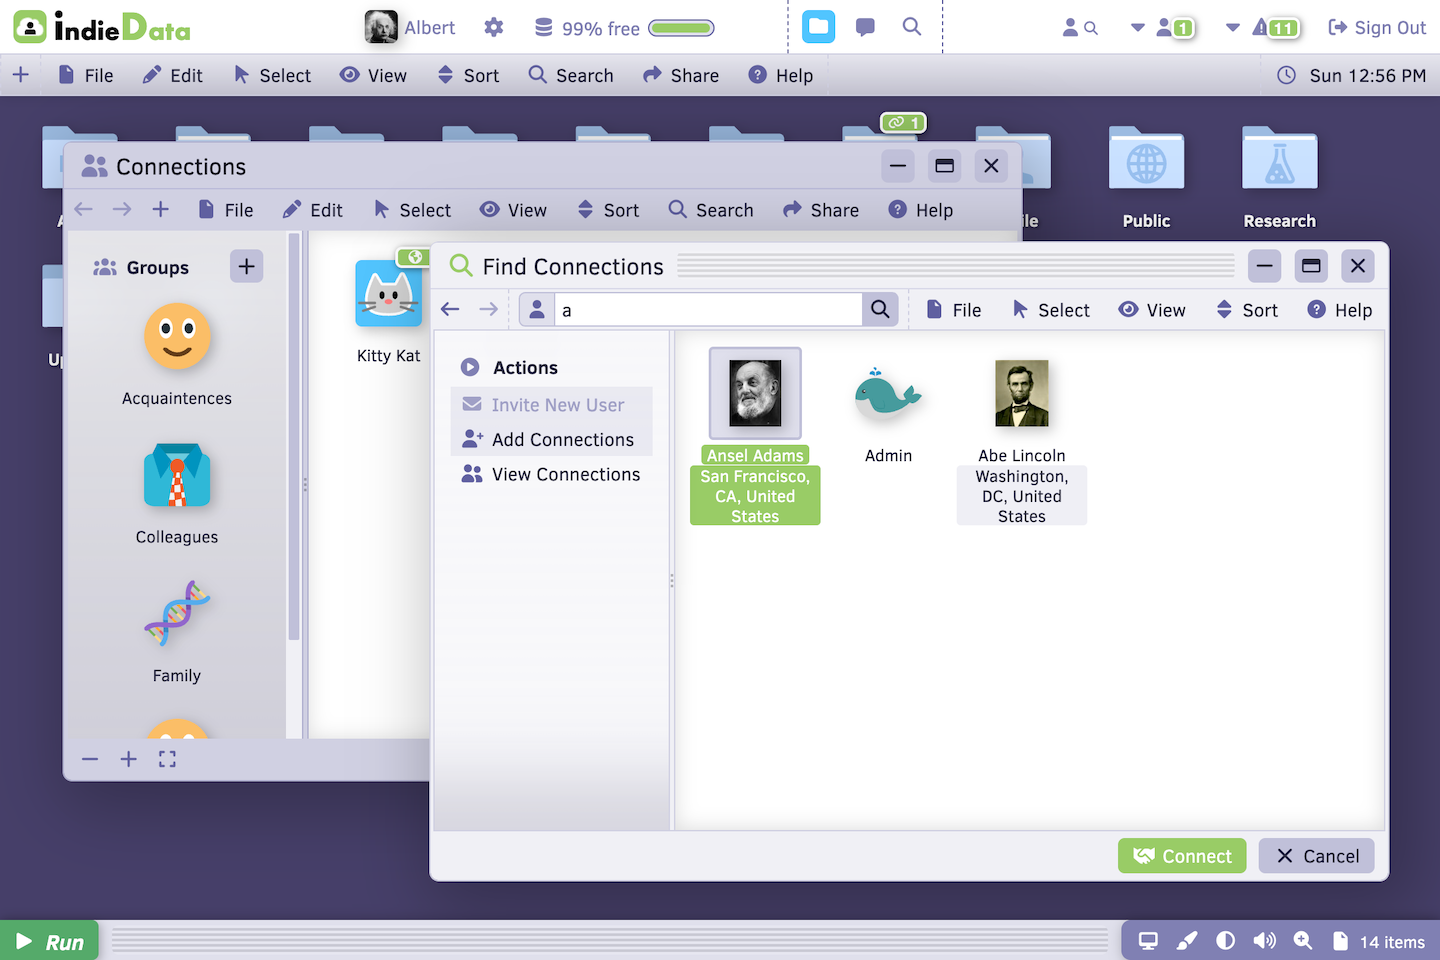 IndieData
Albert
99% free
1
11
Sign Out
File
Edit
Select
View
Sort
Search
Share
Help
Sun 12:56 PM
1
Public
Research
Connections
File
Edit
Select
View
Sort
Search
Share
Help
Groups
Acquaintences
Colleagues
Family
Kitty Kat
Find Connections
a
File
Select
View
Sort
Help
Actions
Invite New User
Add Connections
View Connections
Ansel Adams
San Francisco,
CA, United
States
Admin
Abe Lincoln
Washington,
DC, United
States
Connect
Cancel
Run
14 items